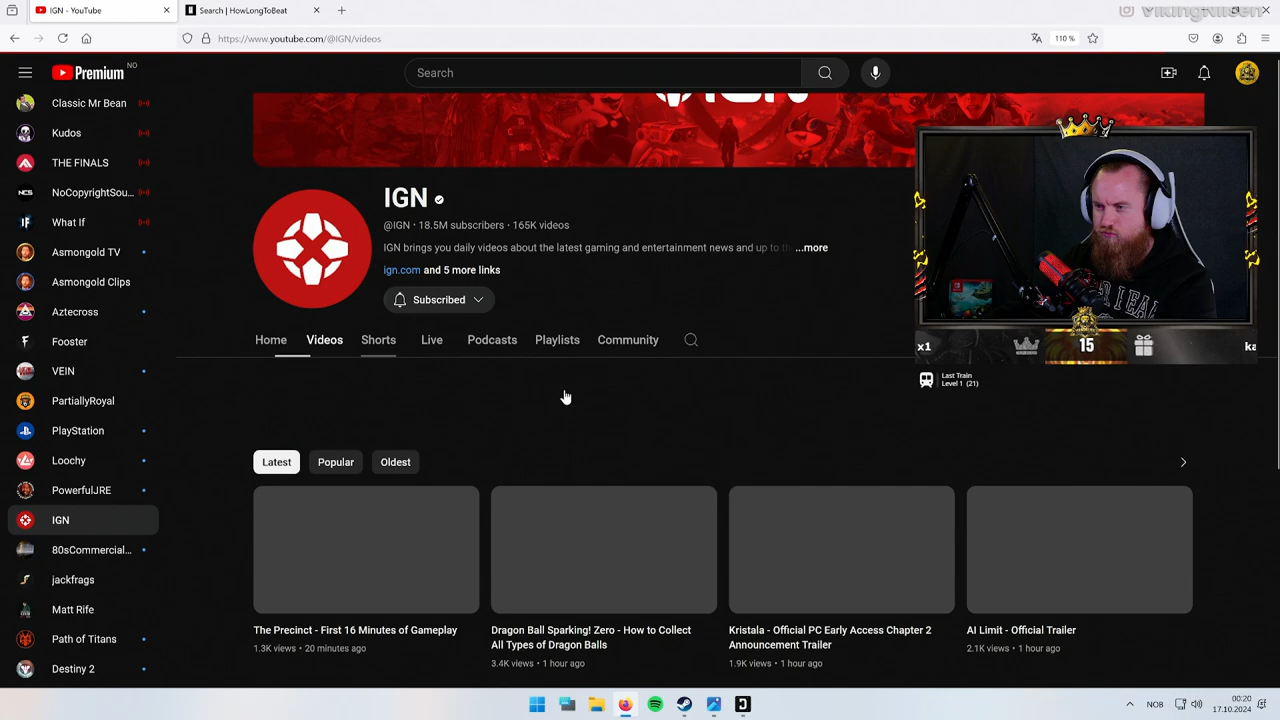 IGN - YouTube
Search | HowLongToBeat
VikingNilsen
https://www.youtube.com/@IGN/videos
110 %
Premium NO
Search
Classic Mr Bean
Kudos
THE FINALS
NoCopyrightSou...
What If
Asmongold TV
Asmongold Clips
Aztecross
Fooster
VEIN
PartiallyRoyal
PlayStation
Loochy
PowerfulJRE
IGN
80sCommercial...
jackfrags
Matt Rife
Path of Titans
Destiny 2
IGN
@IGN • 18.5M subscribers • 165K videos
IGN brings you daily videos about the latest gaming and entertainment news and up to ...more
ign.com and 5 more links
Subscribed
Home Videos Shorts Live Podcasts Playlists Community
x1
15
Last Train
Level 1 (21)
Latest Popular Oldest
The Precinct - First 16 Minutes of Gameplay
1.3K views • 20 minutes ago
Dragon Ball Sparking! Zero - How to Collect
All Types of Dragon Balls
3.4K views • 1 hour ago
Kristala - Official PC Early Access Chapter 2
Announcement Trailer
1.9K views • 1 hour ago
AI Limit - Official Trailer
2.1K views • 1 hour ago
NOB
00:20
17.10.2024